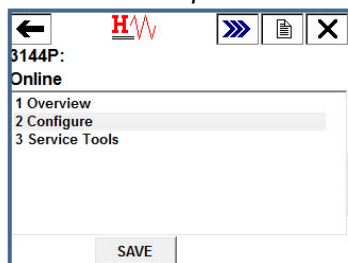 H
3144P:
Online
1 Overview
2 Configure
3 Service Tools
SAVE